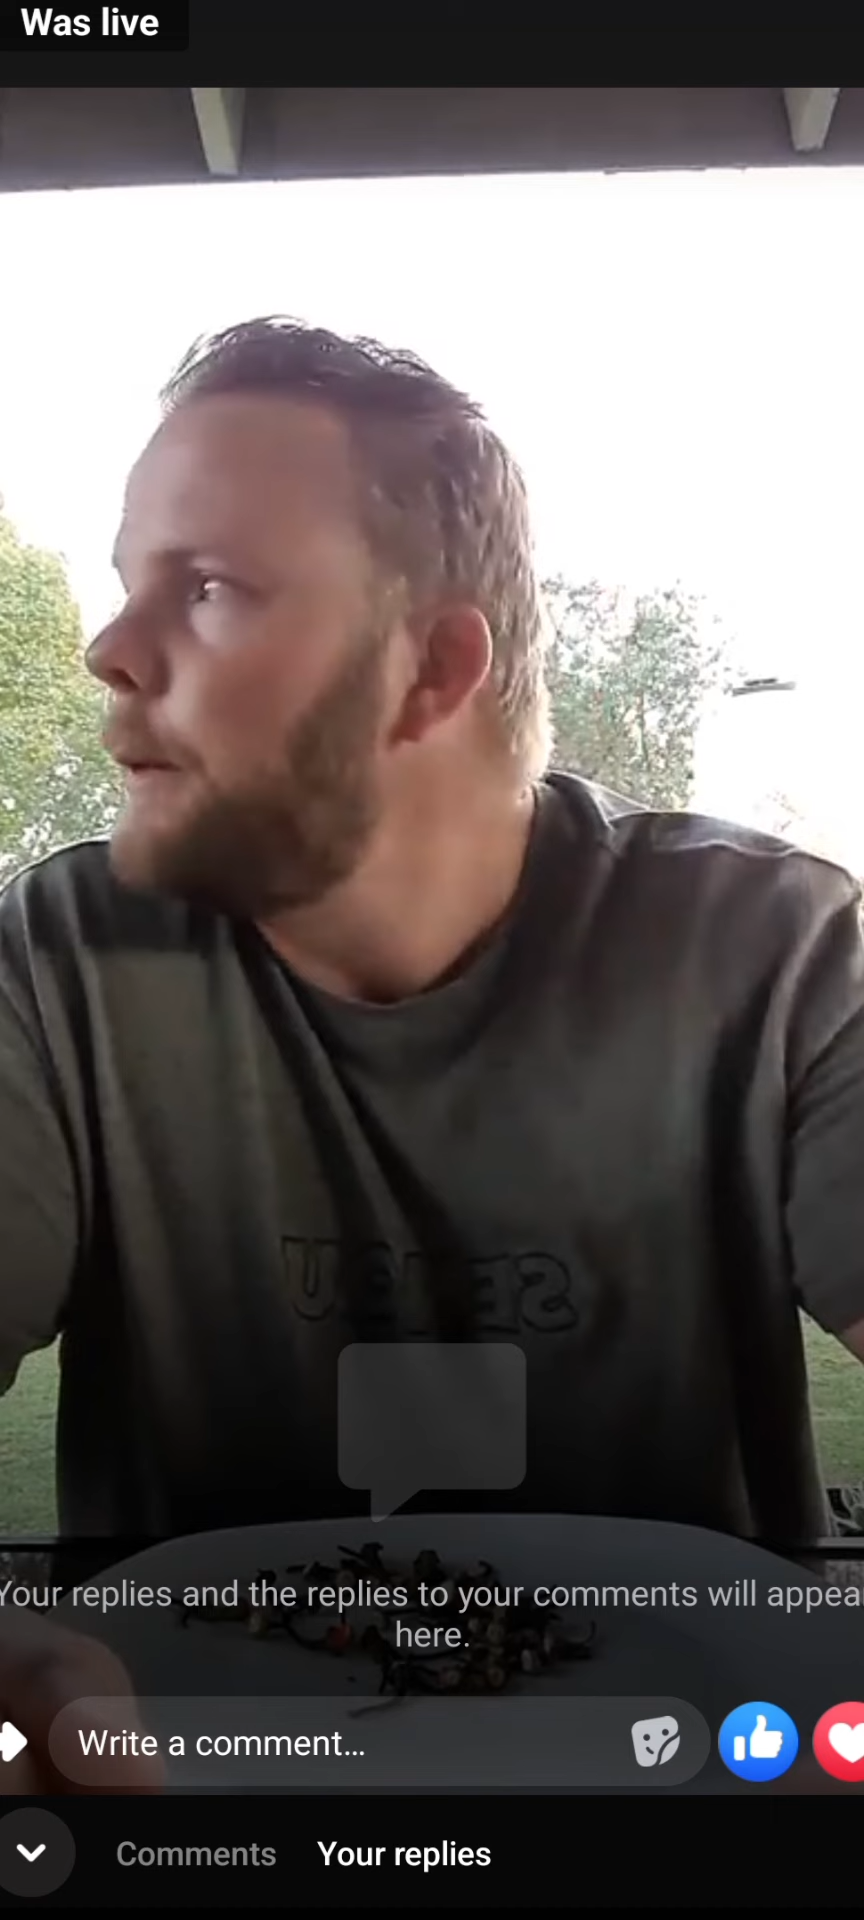 Was live
Your replies and the replies to your comments will appea
here.
Write a comment...
Comments Your replies